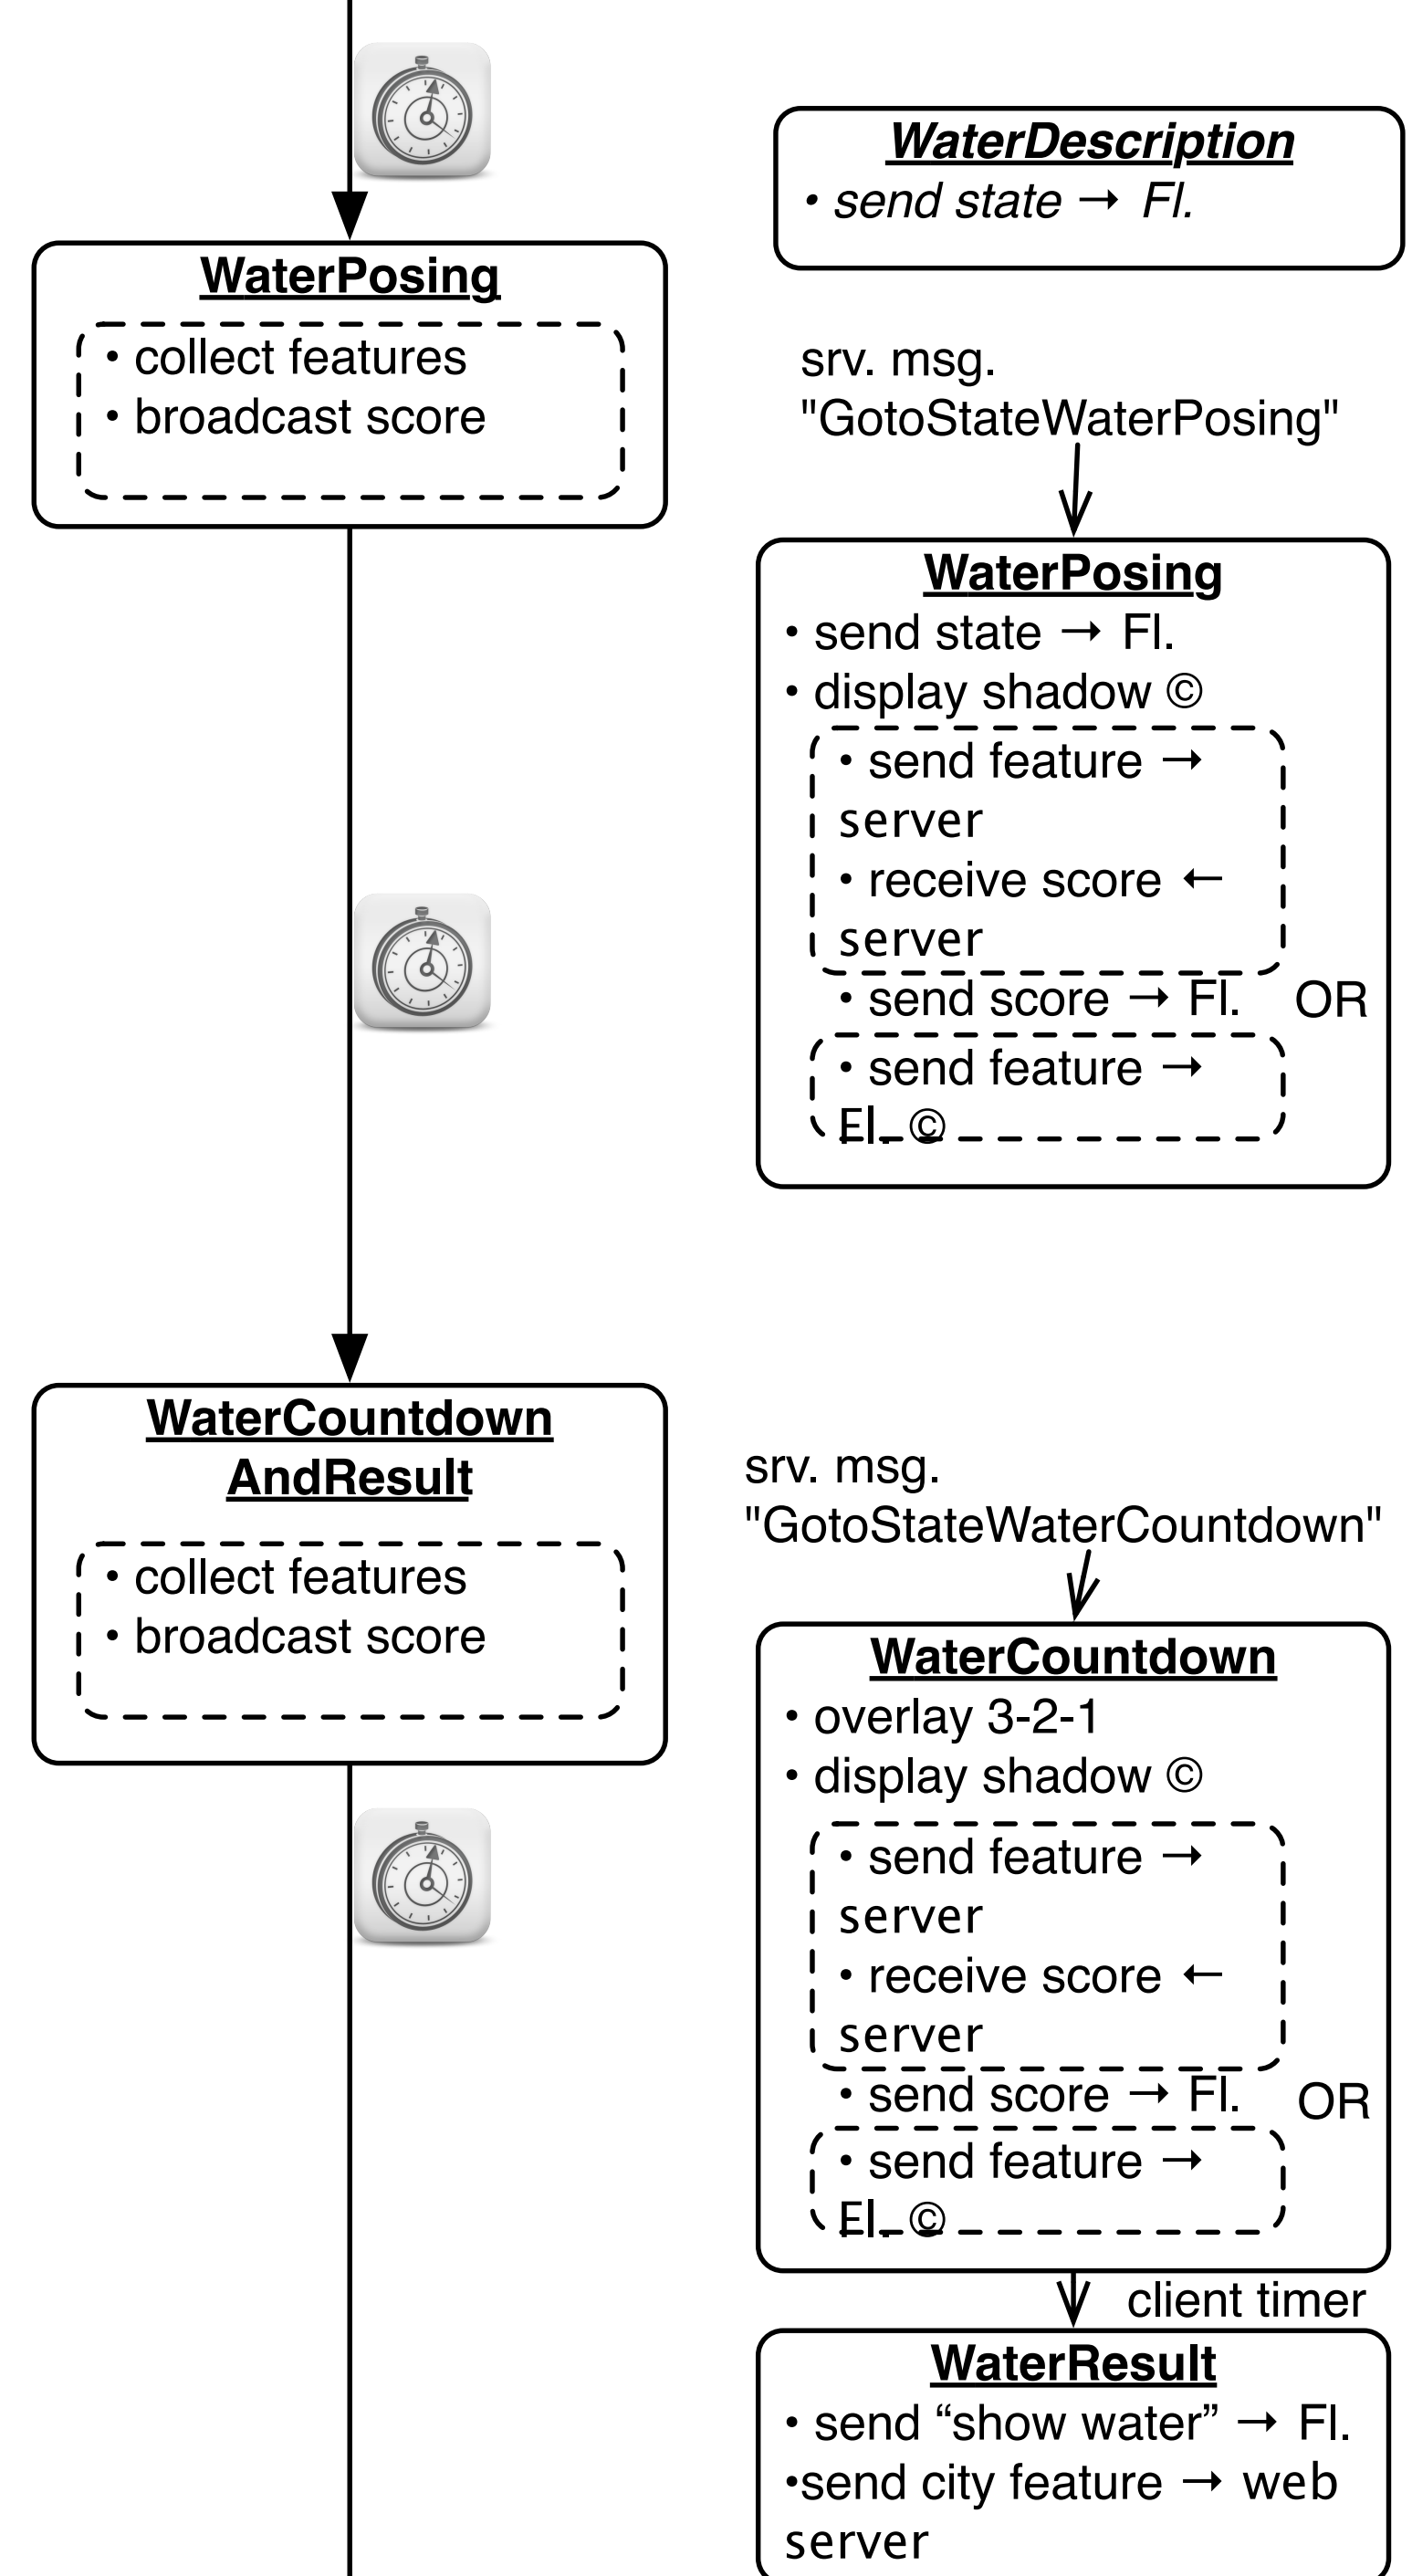 WaterDescription
• send state → Fl.
WaterPosing
• collect features
• broadcast score
srv. msg.
"GotoStateWaterPosing"
WaterPosing
• send state → Fl.
• display shadow ©
• send feature →
server
• receive score ←
server
• send score → Fl.
OR
• send feature →
Fl. ©
WaterCountdown
AndResult
• collect features
• broadcast score
srv. msg.
"GotoStateWaterCountdown"
WaterCountdown
• overlay 3-2-1
• display shadow ©
• send feature →
server
• receive score ←
server
• send score → Fl.
OR
• send feature →
Fl. ©
client timer
WaterResult
• send “show water” → Fl.
•send city feature → web
server